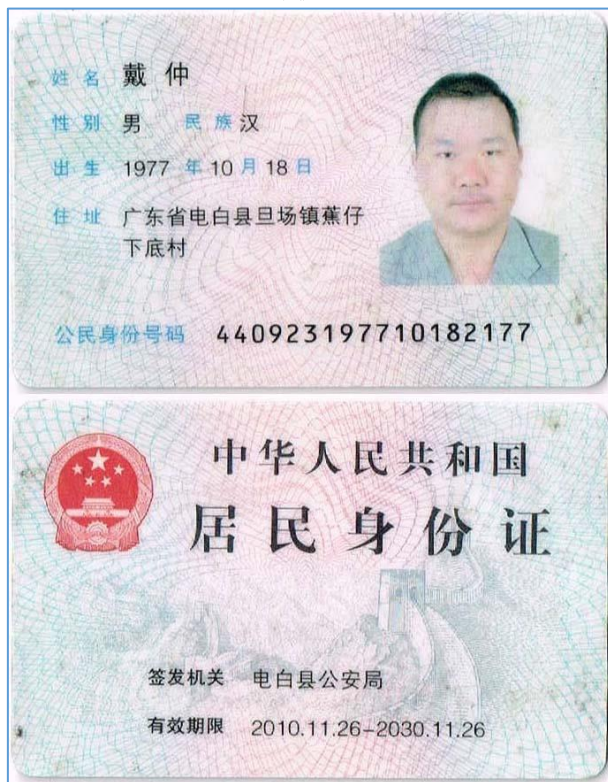 姓名 戴仲
性别 男 民族 汉
出生 1977 年 10 月 18 日
住址 广东省电白县旦场镇蕉仔
下底村
公民身份号码 440923197710182177
中华人民共和国
居民身份证
签发机关 电白县公安局
有效期限 2010.11.26-2030.11.26